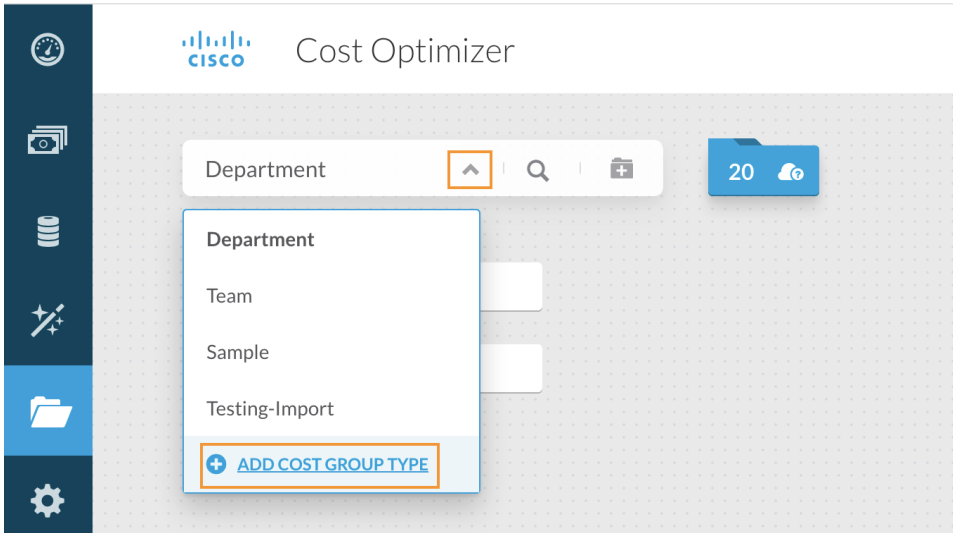 CISCO
Cost Optimizer
Department
20
Department
Team
Sample
Testing-Import
ADD COST GROUP TYPE